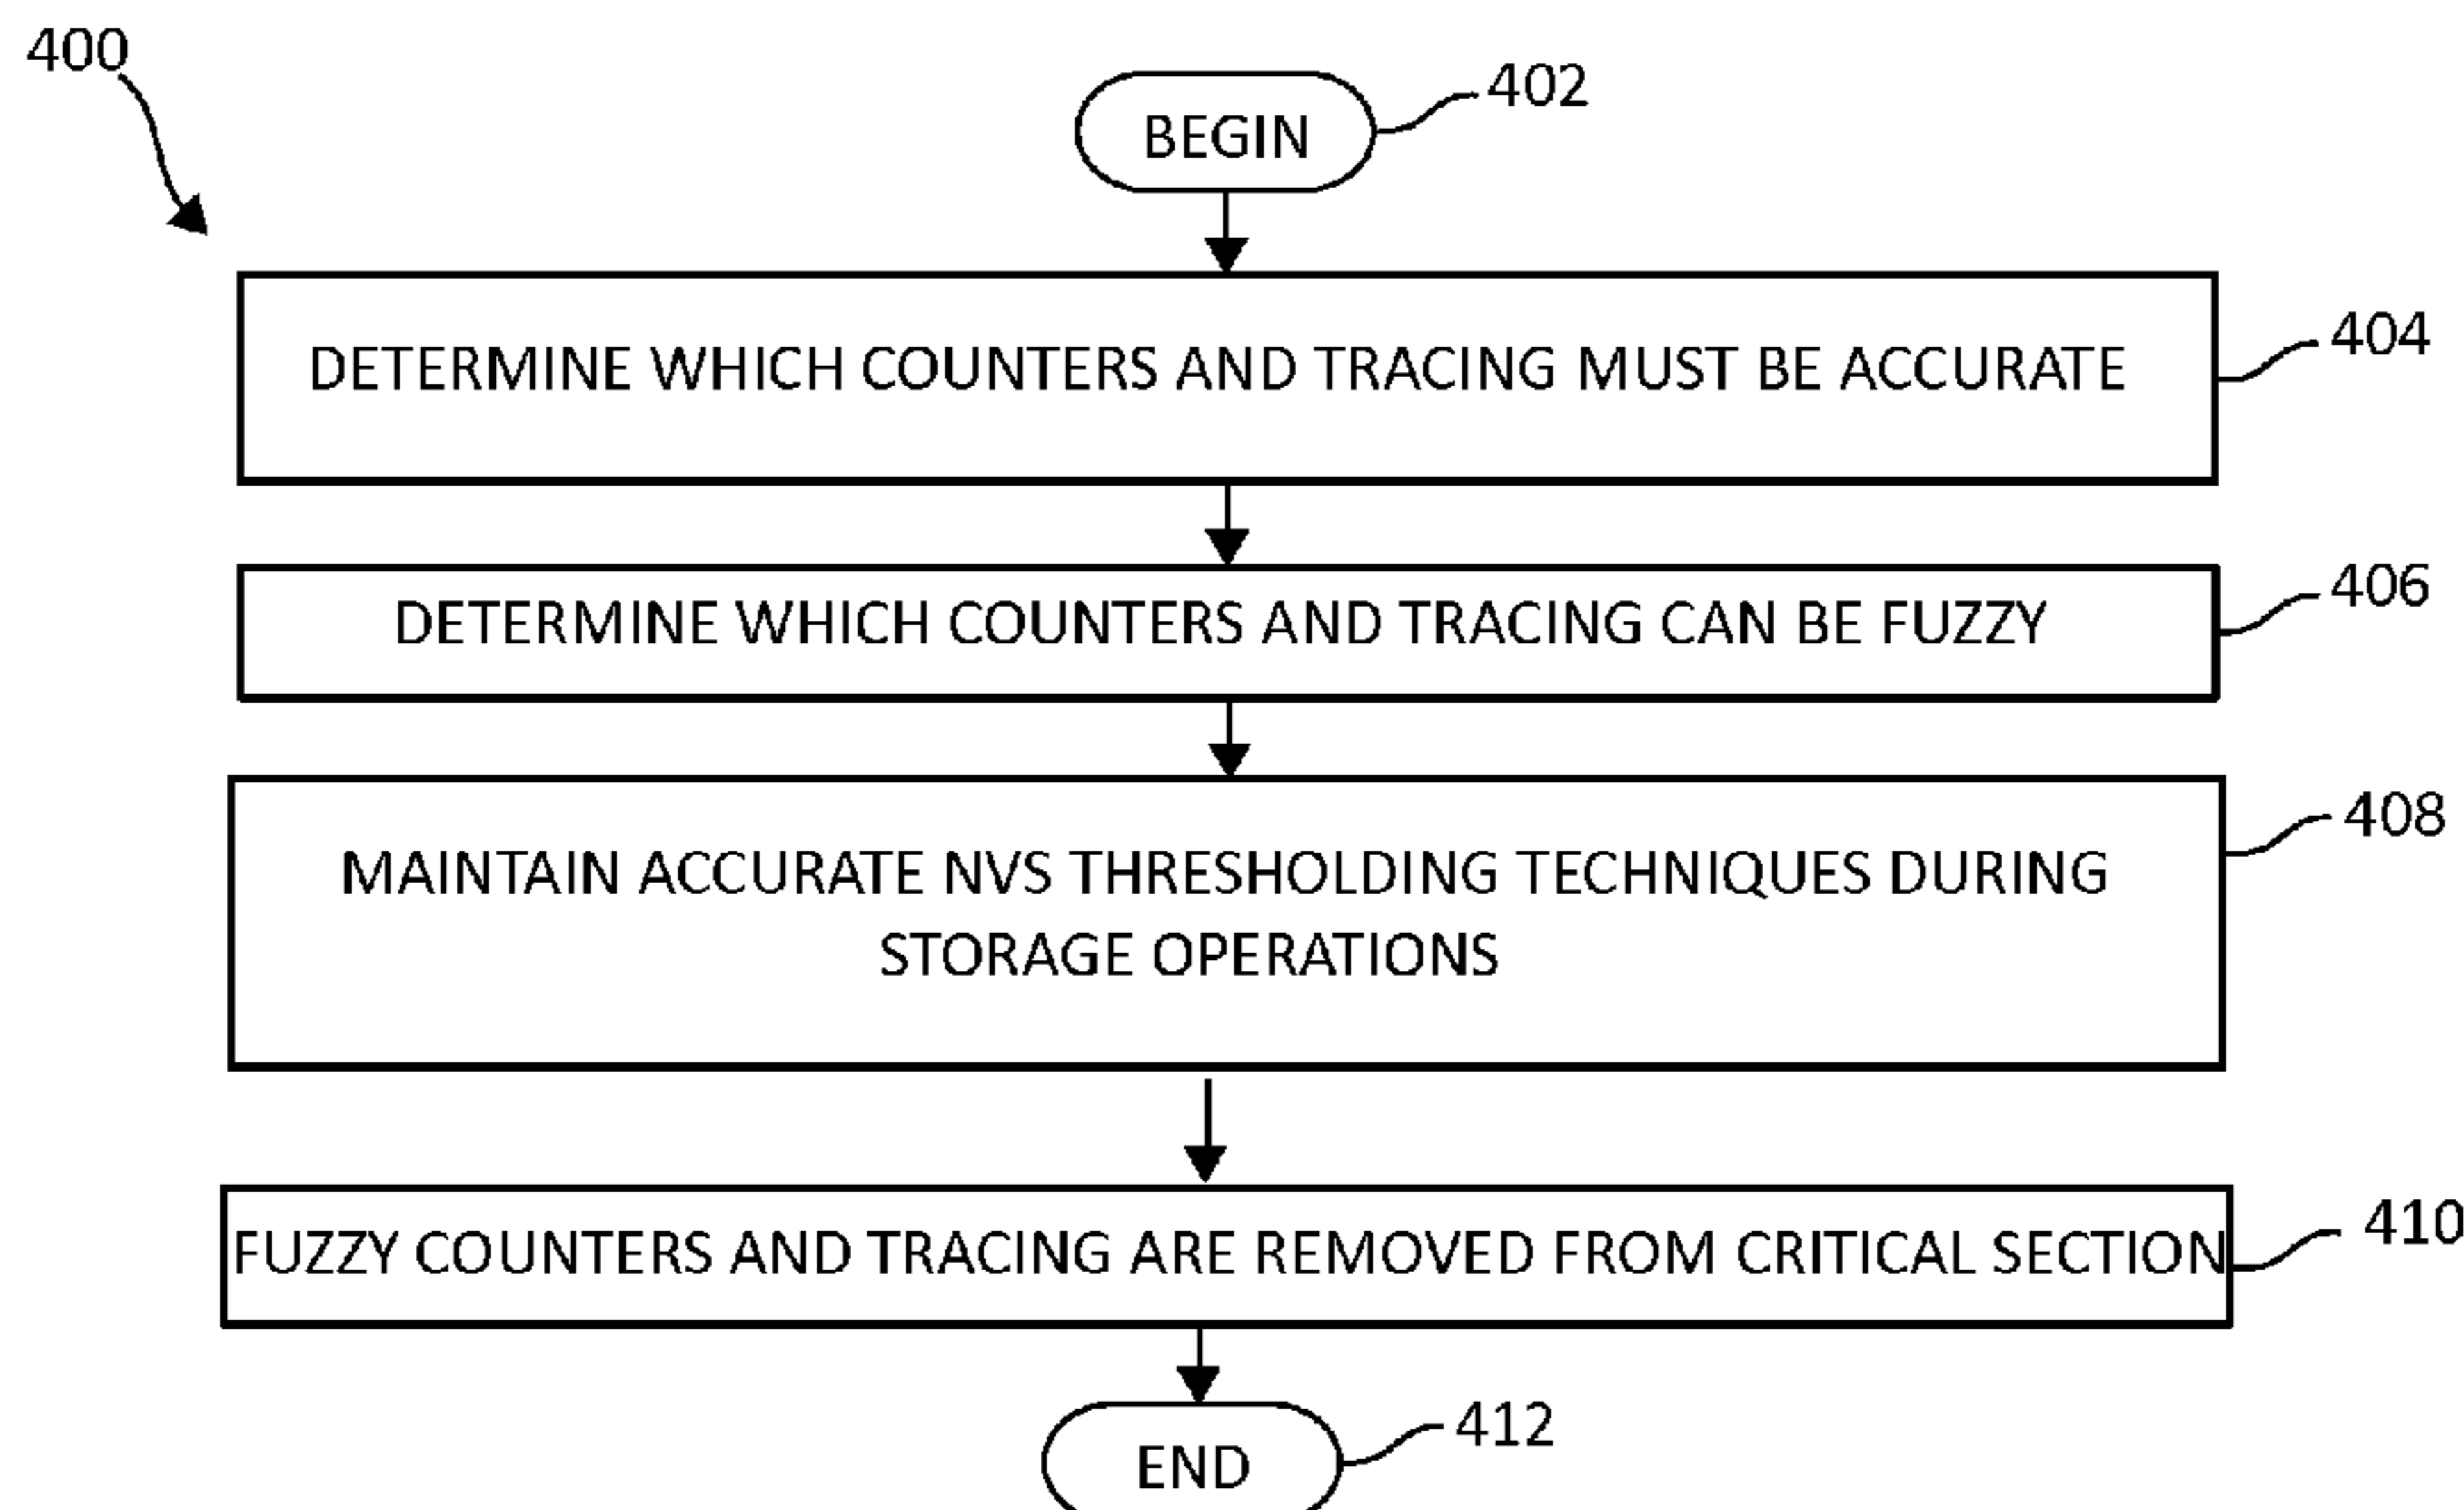 400
BEGIN
402
DETERMINE WHICH COUNTERS AND TRACING MUST BE ACCURATE
404
DETERMINE WHICH COUNTERS AND TRACING CAN BE FUZZY
406
MAINTAIN ACCURATE NVS THRESHOLDING TECHNIQUES DURING
STORAGE OPERATIONS
408
FUZZY COUNTERS AND TRACING ARE REMOVED FROM CRITICAL SECTION
410
END
412